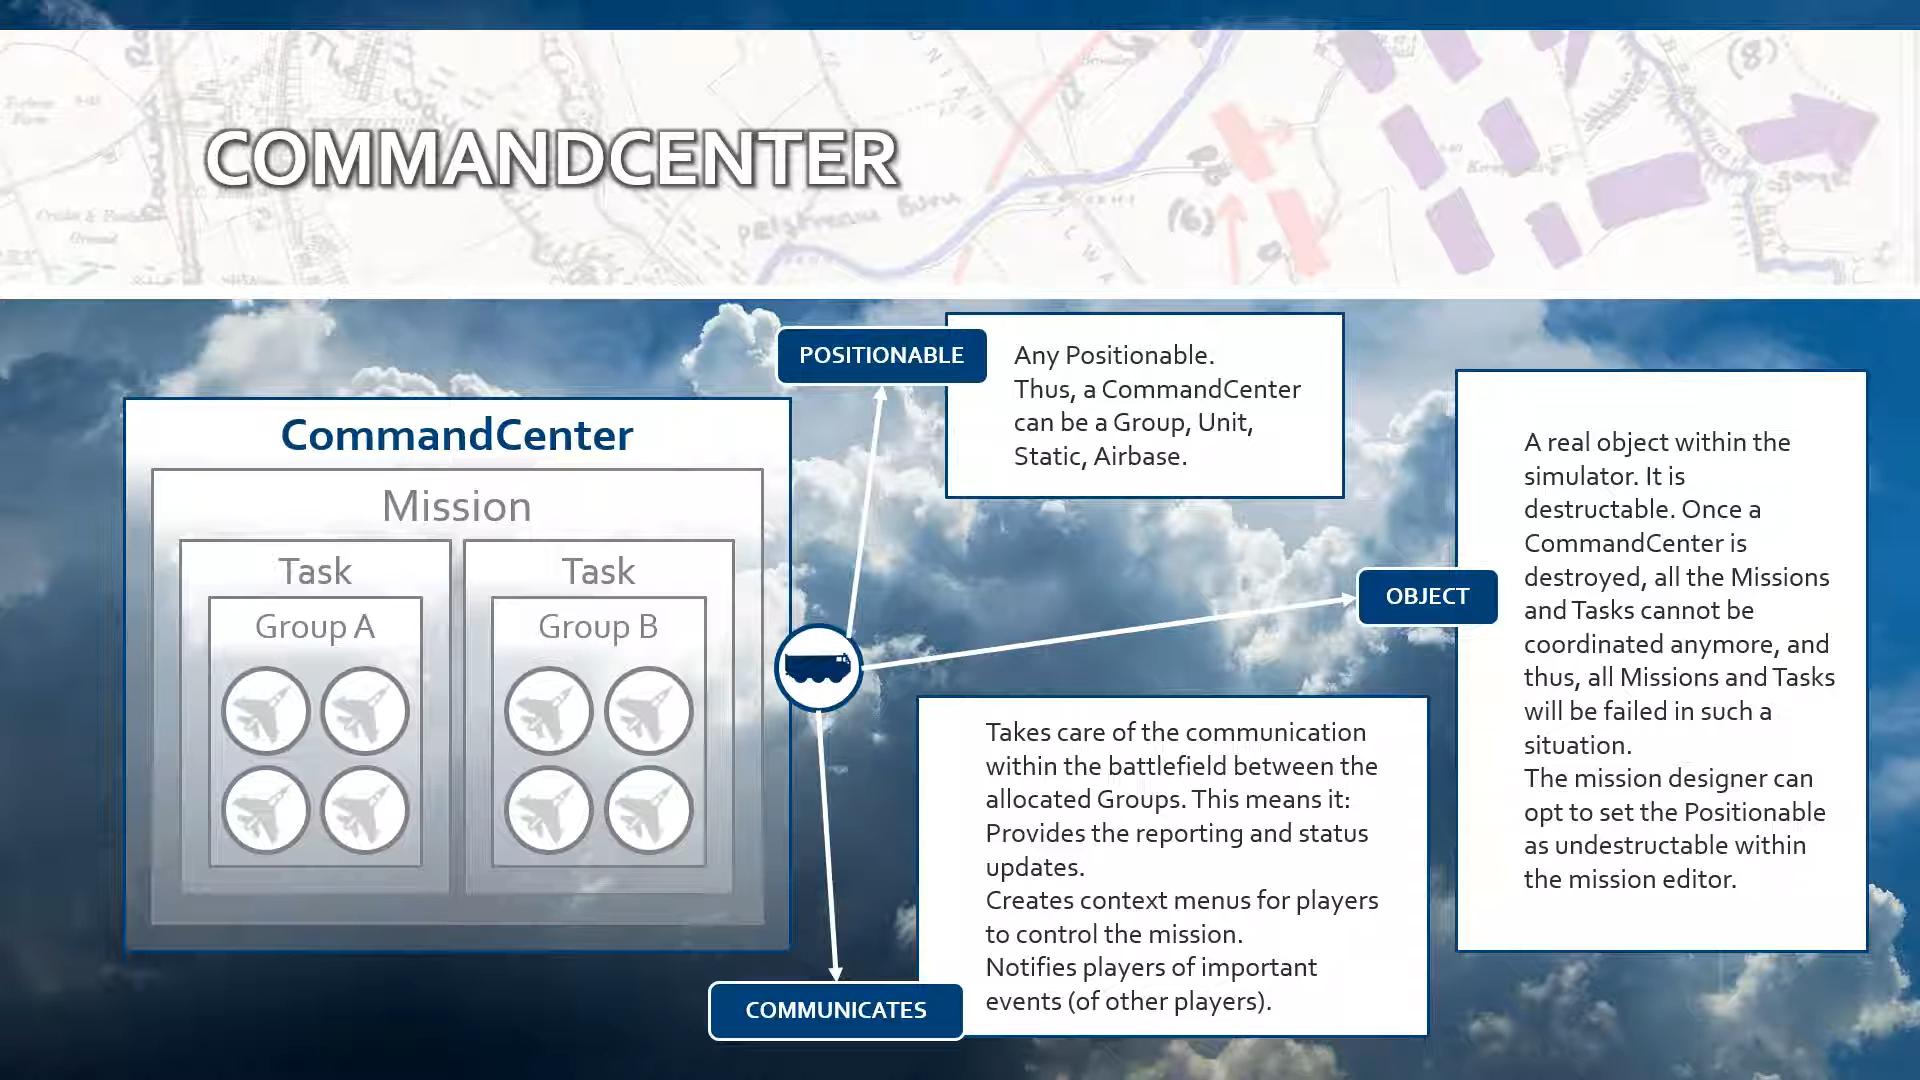 COMMANDCENTER
(8)
(6)
CommandCenter
Mission
Task
Task
Group A
Group B
POSITIONABLE
Any Positionable.
Thus, a CommandCenter
can be a Group, Unit,
Static, Airbase.
OBJECT
A real object within the
simulator. It is
destructable. Once a
CommandCenter is
destroyed, all the Missions
and Tasks cannot be
coordinated anymore, and
thus, all Missions and Tasks
will be failed in such a
situation.
The mission designer can
opt to set the Positionable
as undestructable within
the mission editor.
COMMUNICATES
Takes care of the communication
within the battlefield between the
allocated Groups. This means it:
Provides the reporting and status
updates.
Creates context menus for players
to control the mission.
Notifies players of important
events (of other players).